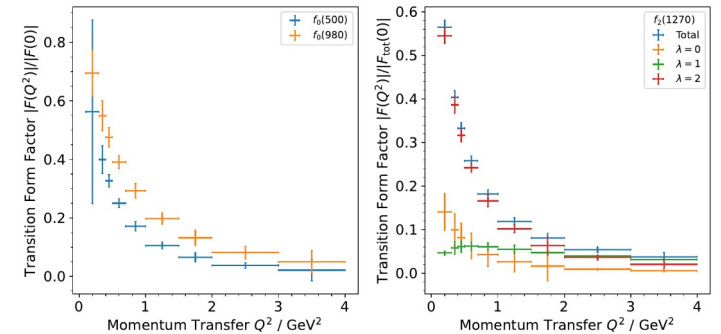 Transition Form Factor |F(Q²)|/|F(0)|
0.8
0.6
0.4
0.2
0.0
f₀(500)
f₀(980)
0 1 2 3 4
Momentum Transfer Q² / GeV²
Transition Form Factor |F(Q²)|/|Fₜₒₜ(0)|
0.6
0.5
0.4
0.3
0.2
0.1
0.0
f₂(1270)
Total
λ = 0
λ = 1
λ = 2
0 1 2 3 4
Momentum Transfer Q² / GeV²